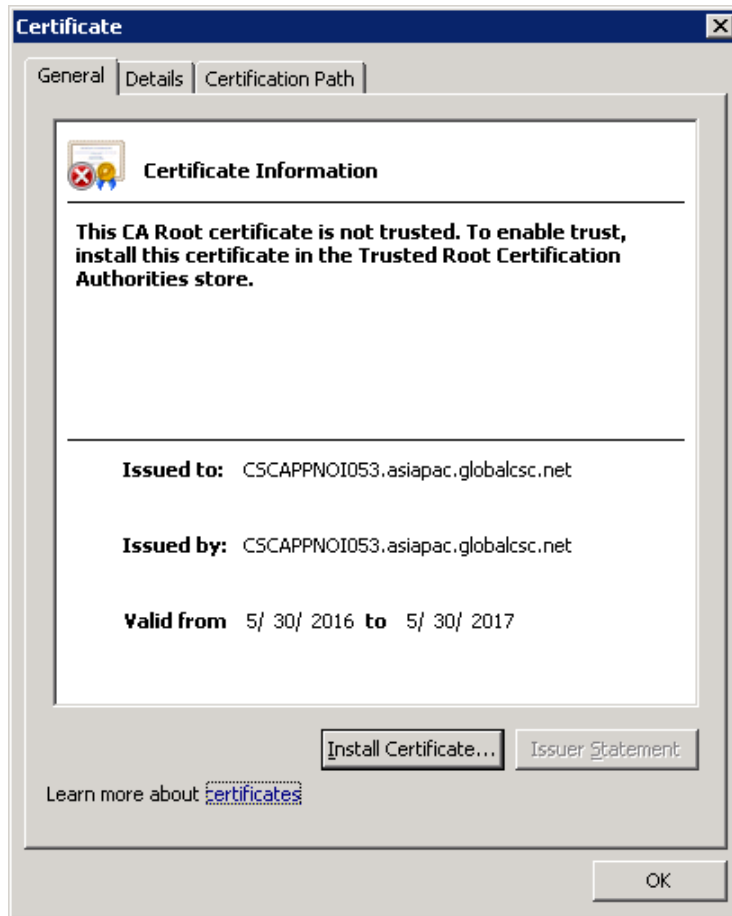 Certificate
General
Details
Certification Path
Certificate Information
This CA Root certificate is not trusted. To enable trust,
install this certificate in the Trusted Root Certification
Authorities store.
Issued to: CSCAPPNOI053.asiapac.globalcsc.net
Issued by: CSCAPPNOI053.asiapac.globalcsc.net
Valid from 5/ 30/ 2016 to 5/ 30/ 2017
Install Certificate...
Issuer Statement
Learn more about certificates
OK